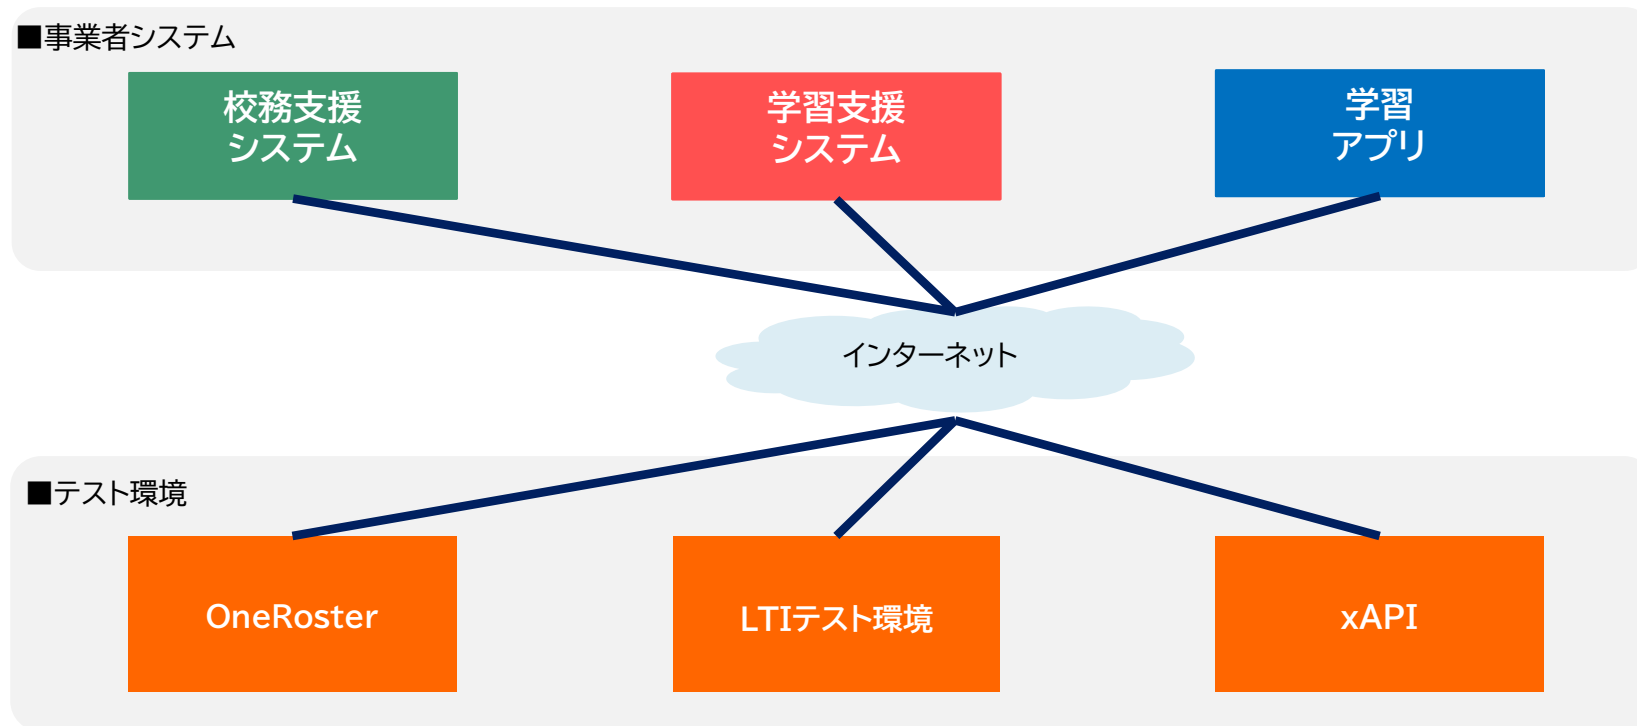 ■事業者システム
校務支援
システム
学習支援
システム
学習
アプリ
インターネット
■テスト環境
OneRoster
LTIテスト環境
xAPI